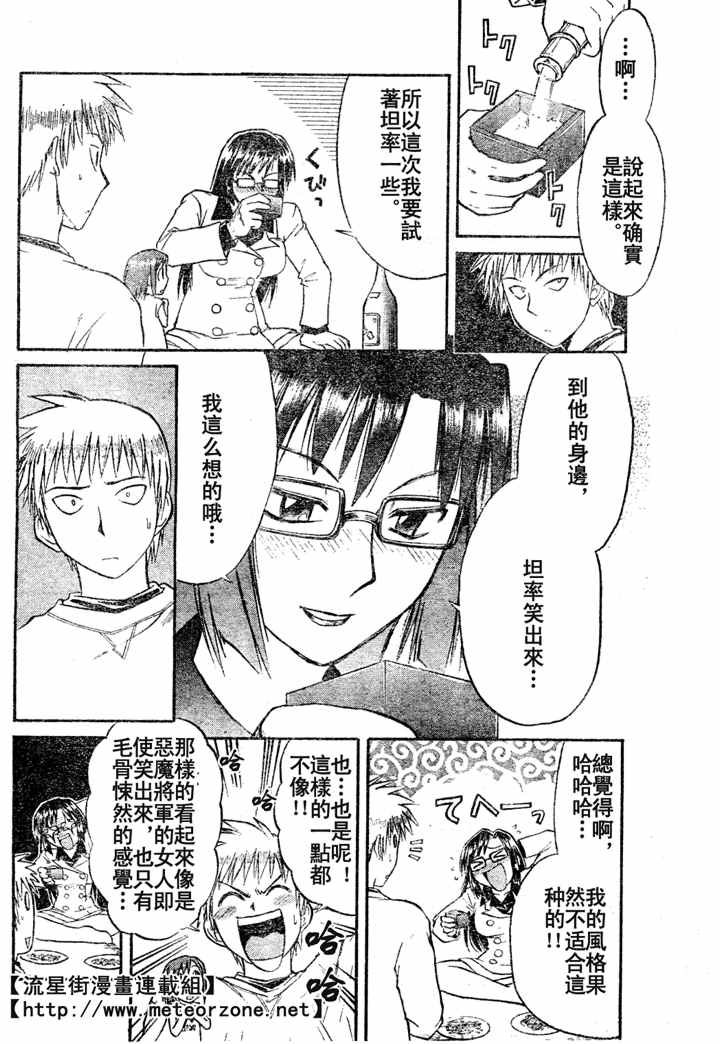 …啊…
說起來确實
是這樣。
トク
トク
トク
所以這次我要試
著坦率一些。
くびっ
到他的身邊，
坦率笑出來…
我這么想的哦…
總覺得啊，
哈哈哈…
我的風格果
然不适合這
种的!!
てへー
也…也是呢！
這樣的一點都
不像!!
哈
哈
哈
那樣的看起來像是
惡魔將軍的女人即
使笑出來，也只有
毛骨悚然的感覺…
【流星街漫畫連載組】
【http://www.meteorzone.net】